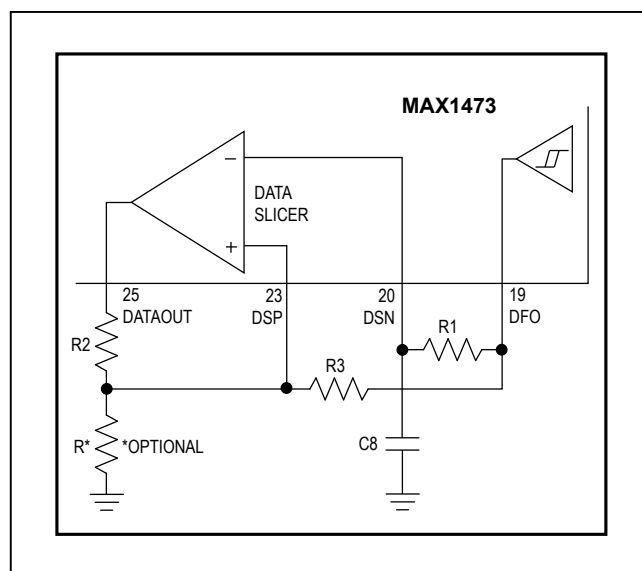 MAX1473
−
DATA
SLICER
+
25
DATAOUT
23
DSP
20
DSN
19
DFO
R1
R2
R3
R*
*OPTIONAL
C8